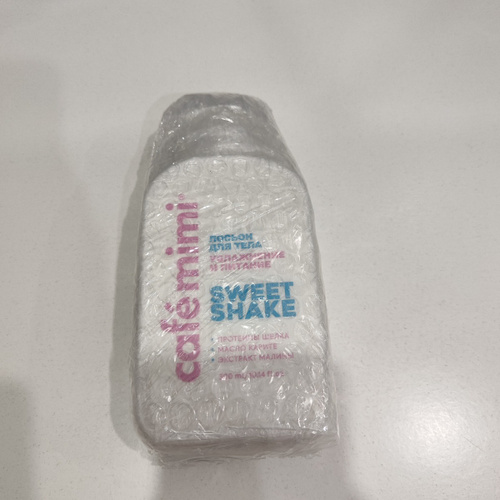 café mimi
ЛОСЬОН
ДЛЯ ТЕЛА
УВЛАЖНЕНИЕ
И ПИТАНИЕ
SWEET
SHAKE
• ПРОТЕИНЫ ШЕЛКА
• МАСЛО КАРИТЕ
• ЭКСТРАКТ МАЛИНЫ